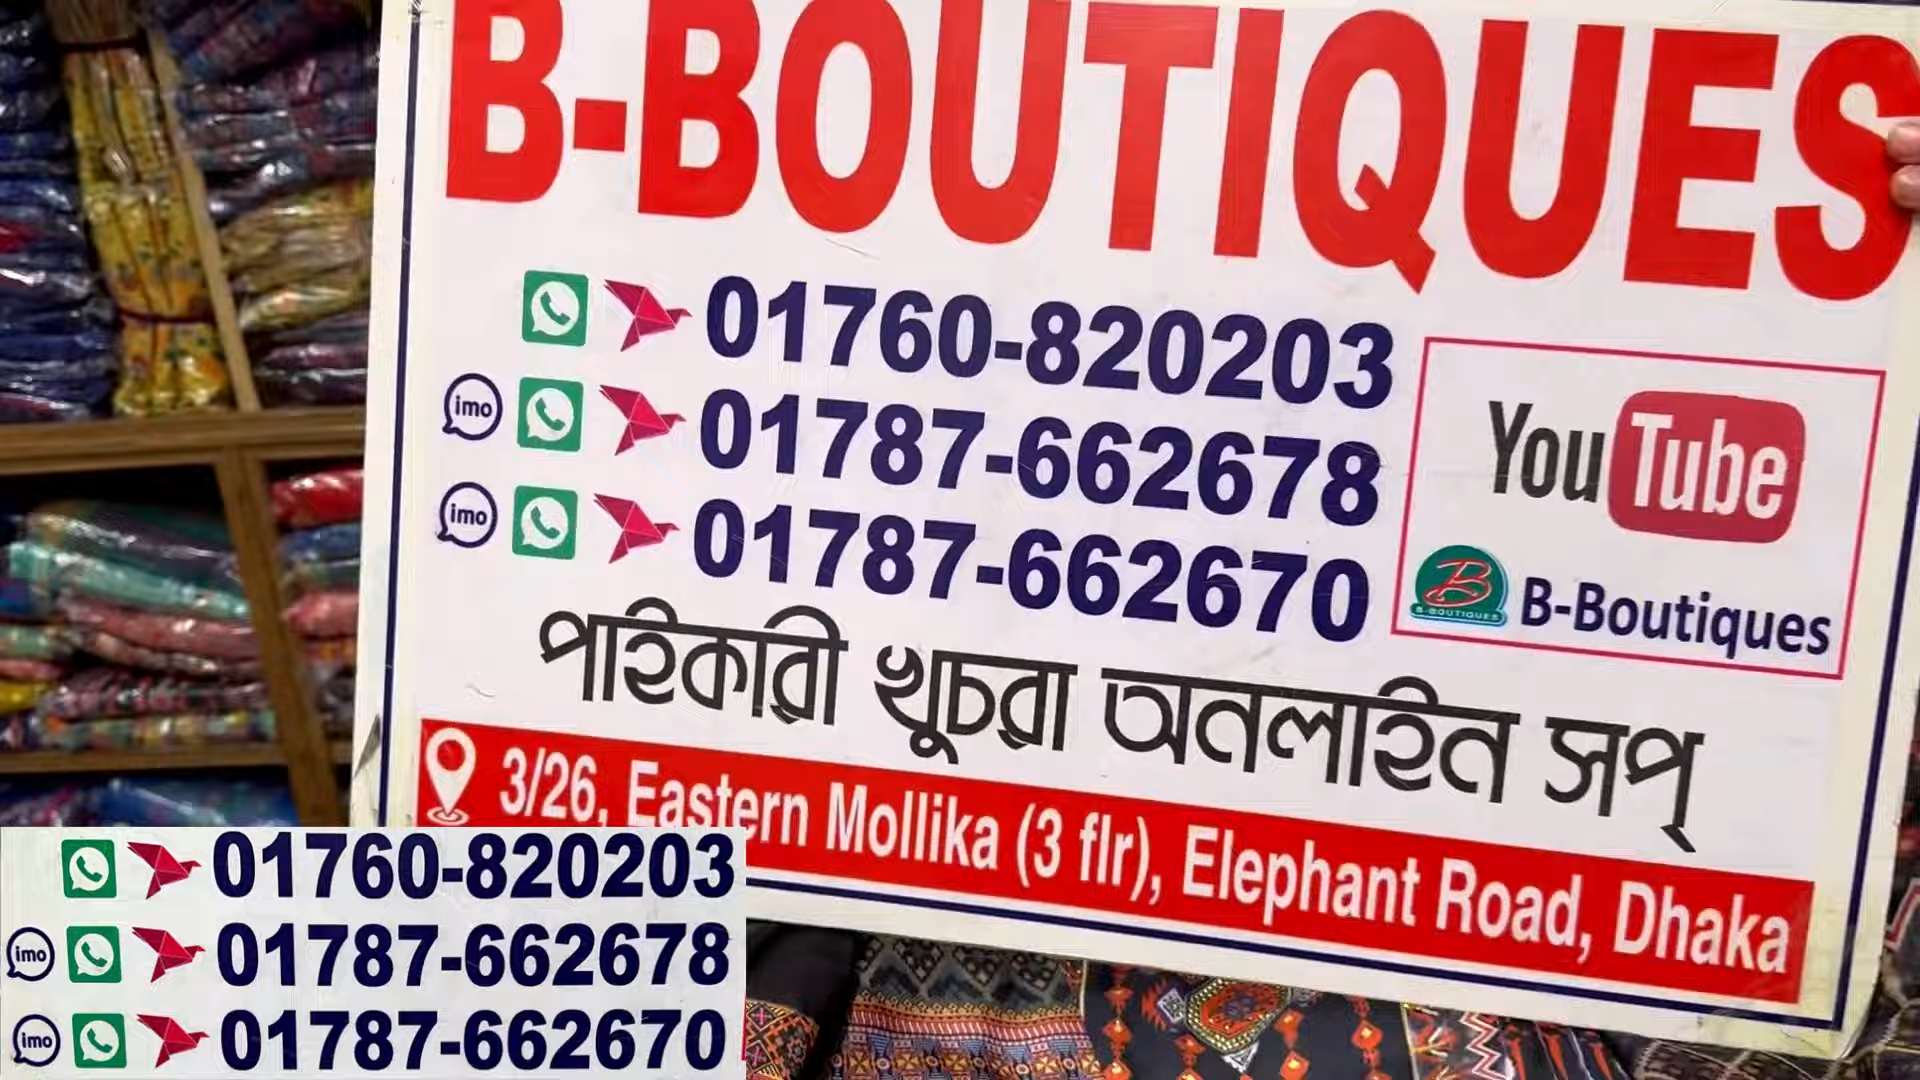 B-BOUTIQUES
01760-820203
imo 01787-662678
imo 01787-662670
YouTube
B-BOUTIQUES
B-Boutiques
পাইকারী খুচরা অনলাইন সপ্
3/26, Eastern Mollika (3 flr), Elephant Road, Dhaka
01760-820203
imo 01787-662678
imo 01787-662670